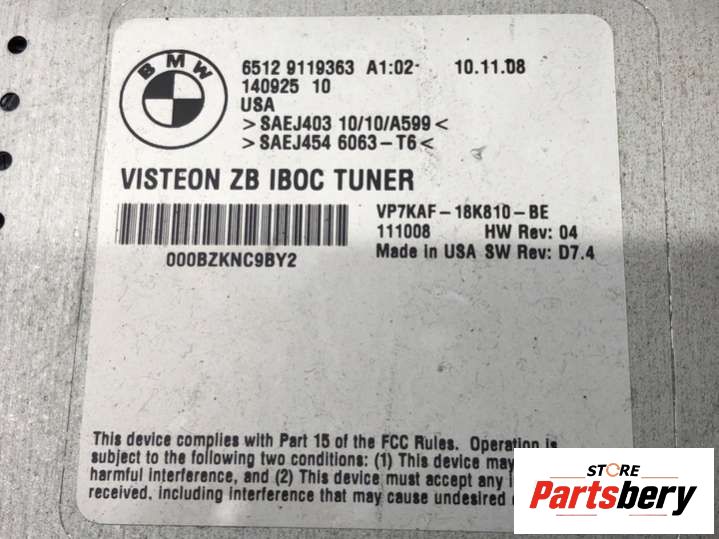 BMW
6512 9119363 A1:02- 10.11.08
140925 10
USA
>SAEJ403 10/10/A599<
>SAEJ454 6063-T6<
VISTEON ZB IBOC TUNER
VP7KAF-18K810-BE
111008 HW Rev: 04
Made in USA SW Rev: D7.4
000BZKNC9BY2
This device complies with Part 15 of the FCC Rules. Operation is
subject to the following two conditions: (1) This device may
harmful interference, and (2) This device must accept any
received, including interference that may cause undesired
STORE
Partsbery